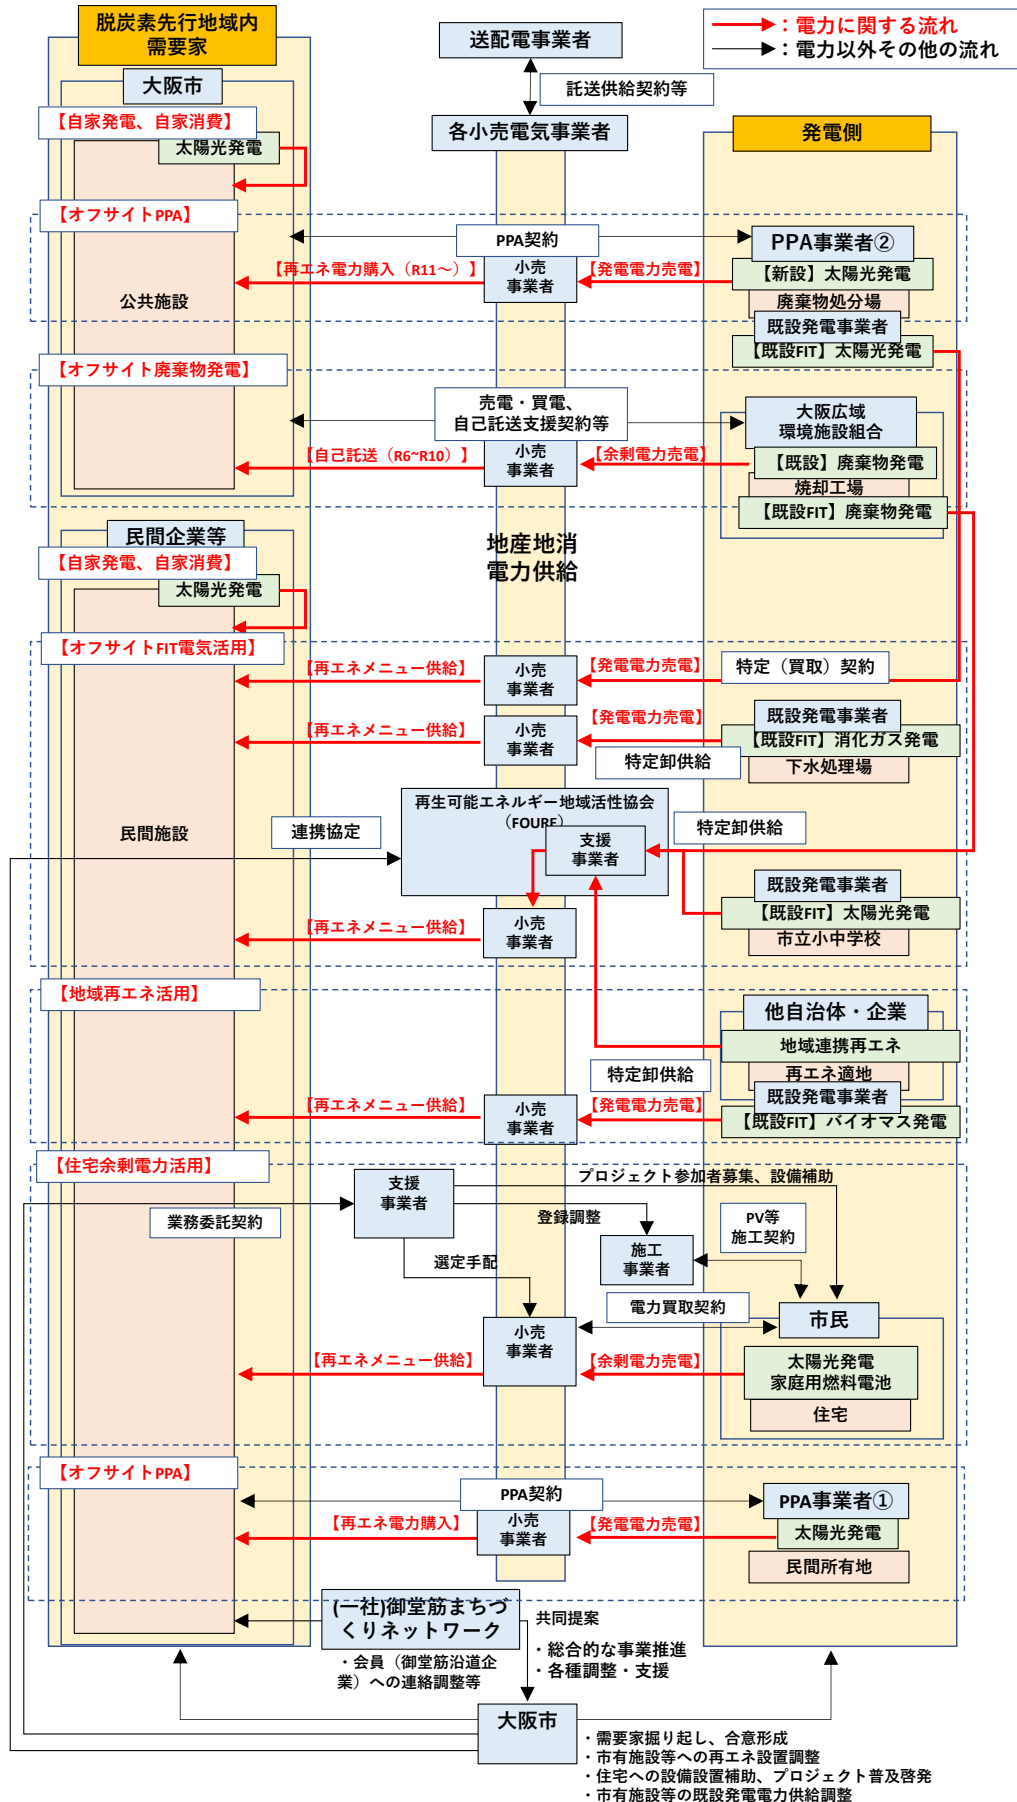 脱炭素先行地域内
需要家
送配電事業者
：電力に関する流れ
：電力以外その他の流れ
大阪市
託送供給契約等
【自家発電、自家消費】
太陽光発電
各小売電気事業者
発電側
【オフサイトPPA】
PPA契約
PPA事業者②
【再エネ電力購入（R11～）】
小売
事業者
【発電電力売電】
【新設】太陽光発電
廃棄物処分場
公共施設
既設発電事業者
【既設FIT】太陽光発電
【オフサイト廃棄物発電】
売電・買電、
自己託送支援契約等
大阪広域
環境施設組合
【自己託送（R6~R10）】
小売
事業者
【余剰電力売電】
【既設】廃棄物発電
焼却工場
【既設FIT】廃棄物発電
民間企業等
地産地消
電力供給
【自家発電、自家消費】
太陽光発電
【オフサイトFIT電気活用】
【再エネメニュー供給】
小売
事業者
【発電電力売電】
特定（買取）契約
【再エネメニュー供給】
小売
事業者
【発電電力売電】
既設発電事業者
【既設FIT】消化ガス発電
特定卸供給
下水処理場
再生可能エネルギー地域活性協会
（FOURE）
連携協定
民間施設
支援
事業者
特定卸供給
既設発電事業者
【既設FIT】太陽光発電
市立小中学校
【再エネメニュー供給】
小売
事業者
【地域再エネ活用】
他自治体・企業
地域連携再エネ
再エネ適地
特定卸供給
既設発電事業者
【再エネメニュー供給】
小売
事業者
【発電電力売電】
【既設FIT】バイオマス発電
【住宅余剰電力活用】
支援
事業者
プロジェクト参加者募集、設備補助
業務委託契約
登録調整
PV等
施工契約
選定手配
施工
事業者
電力買取契約
市民
小売
事業者
【再エネメニュー供給】
【余剰電力売電】
太陽光発電
家庭用燃料電池
住宅
【オフサイトPPA】
PPA契約
PPA事業者①
【再エネ電力購入】
小売
事業者
【発電電力売電】
太陽光発電
民間所有地
(一社)御堂筋まちづ
くりネットワーク
共同提案
・会員（御堂筋沿道企
業）への連絡調整等
・総合的な事業推進
・各種調整・支援
大阪市
・需要家掘り起し、合意形成
・市有施設等への再エネ設置調整
・住宅への設備設置補助、プロジェクト普及啓発
・市有施設等の既設発電電力供給調整